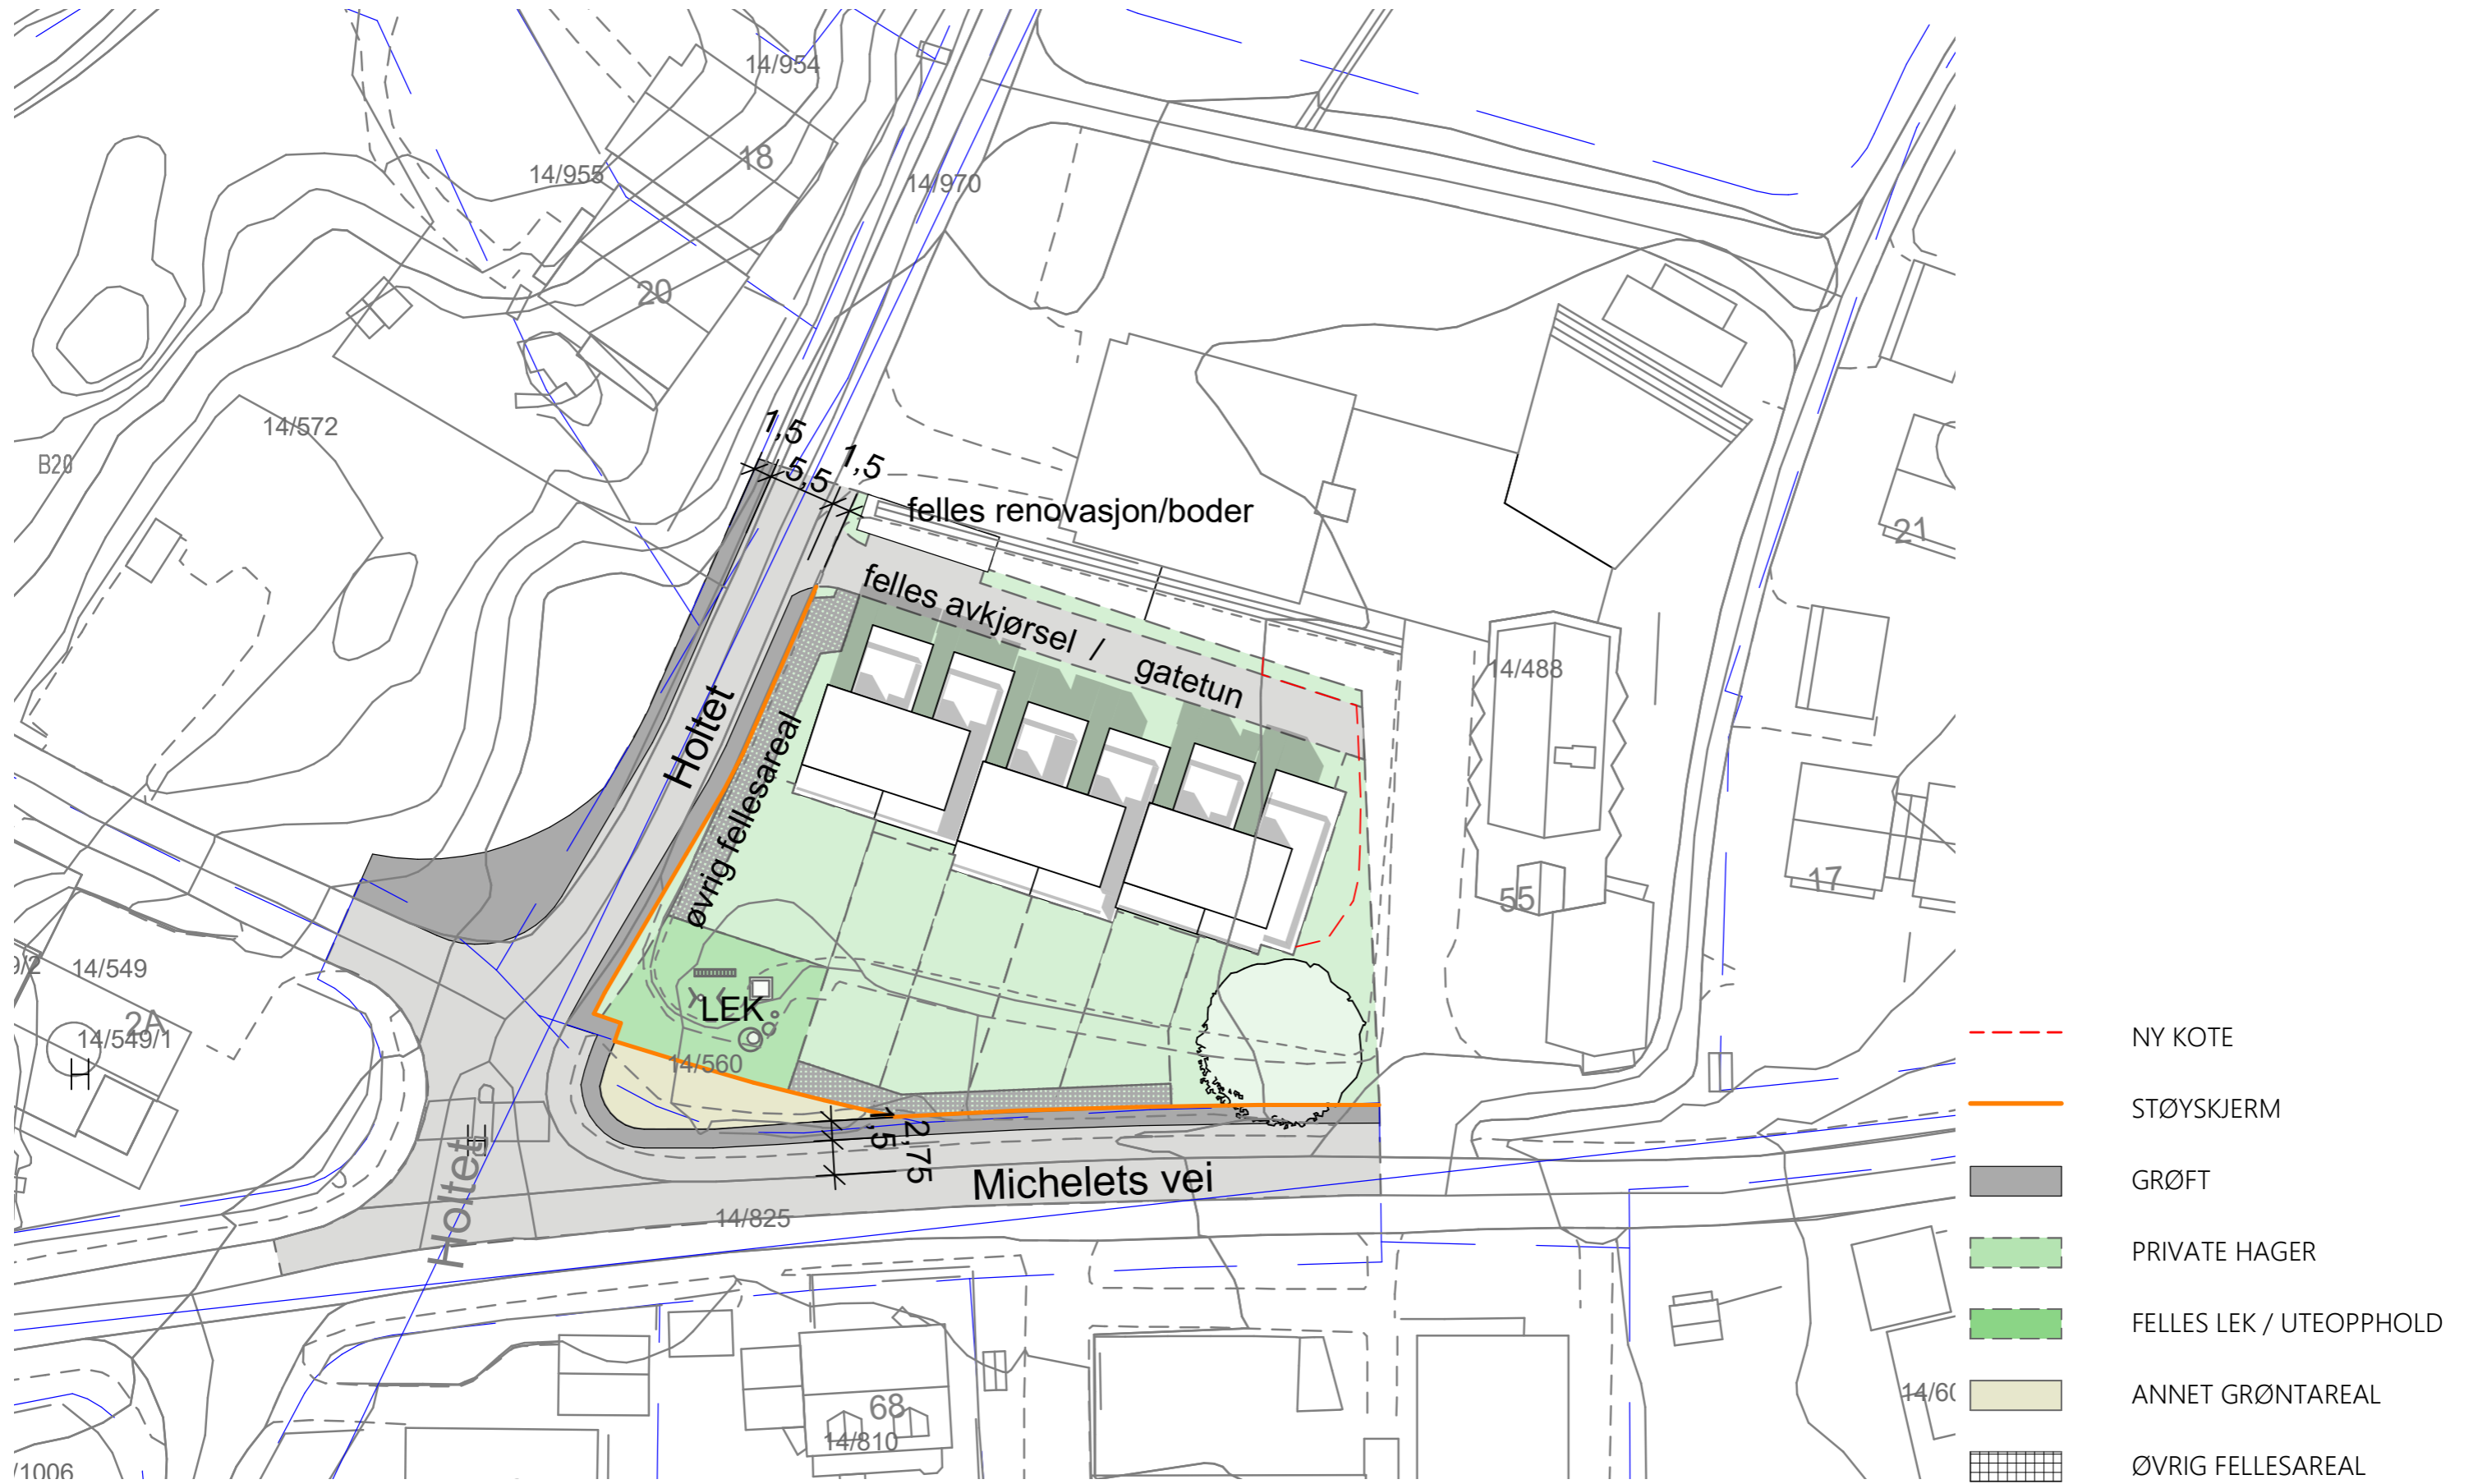 14/954
18
14/955
14/970
20
14/572
B20
1,5
5,5
1,5
felles renovasjon/boder
21
felles avkjørsel / gatetun
14/488
Holtet
øvrig fellesareal
17
55
14/549
2A
14/549/1
H
LEK
14/560
1,5
2,75
Michelets vei
H
Holtet
14/825
68
14/810
/1006
NY KOTE
STØYSKJERM
GRØFT
PRIVATE HAGER
FELLES LEK / UTEOPPHOLD
ANNET GRØNTAREAL
ØVRIG FELLESAREAL